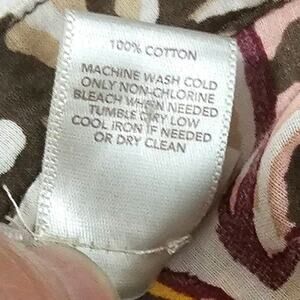 100% COTTON
MACHINE WASH COLD
ONLY NON-CHLORINE
BLEACH WHEN NEEDED
TUMBLE DRY LOW
COOL IRON IF NEEDED
OR DRY CLEAN